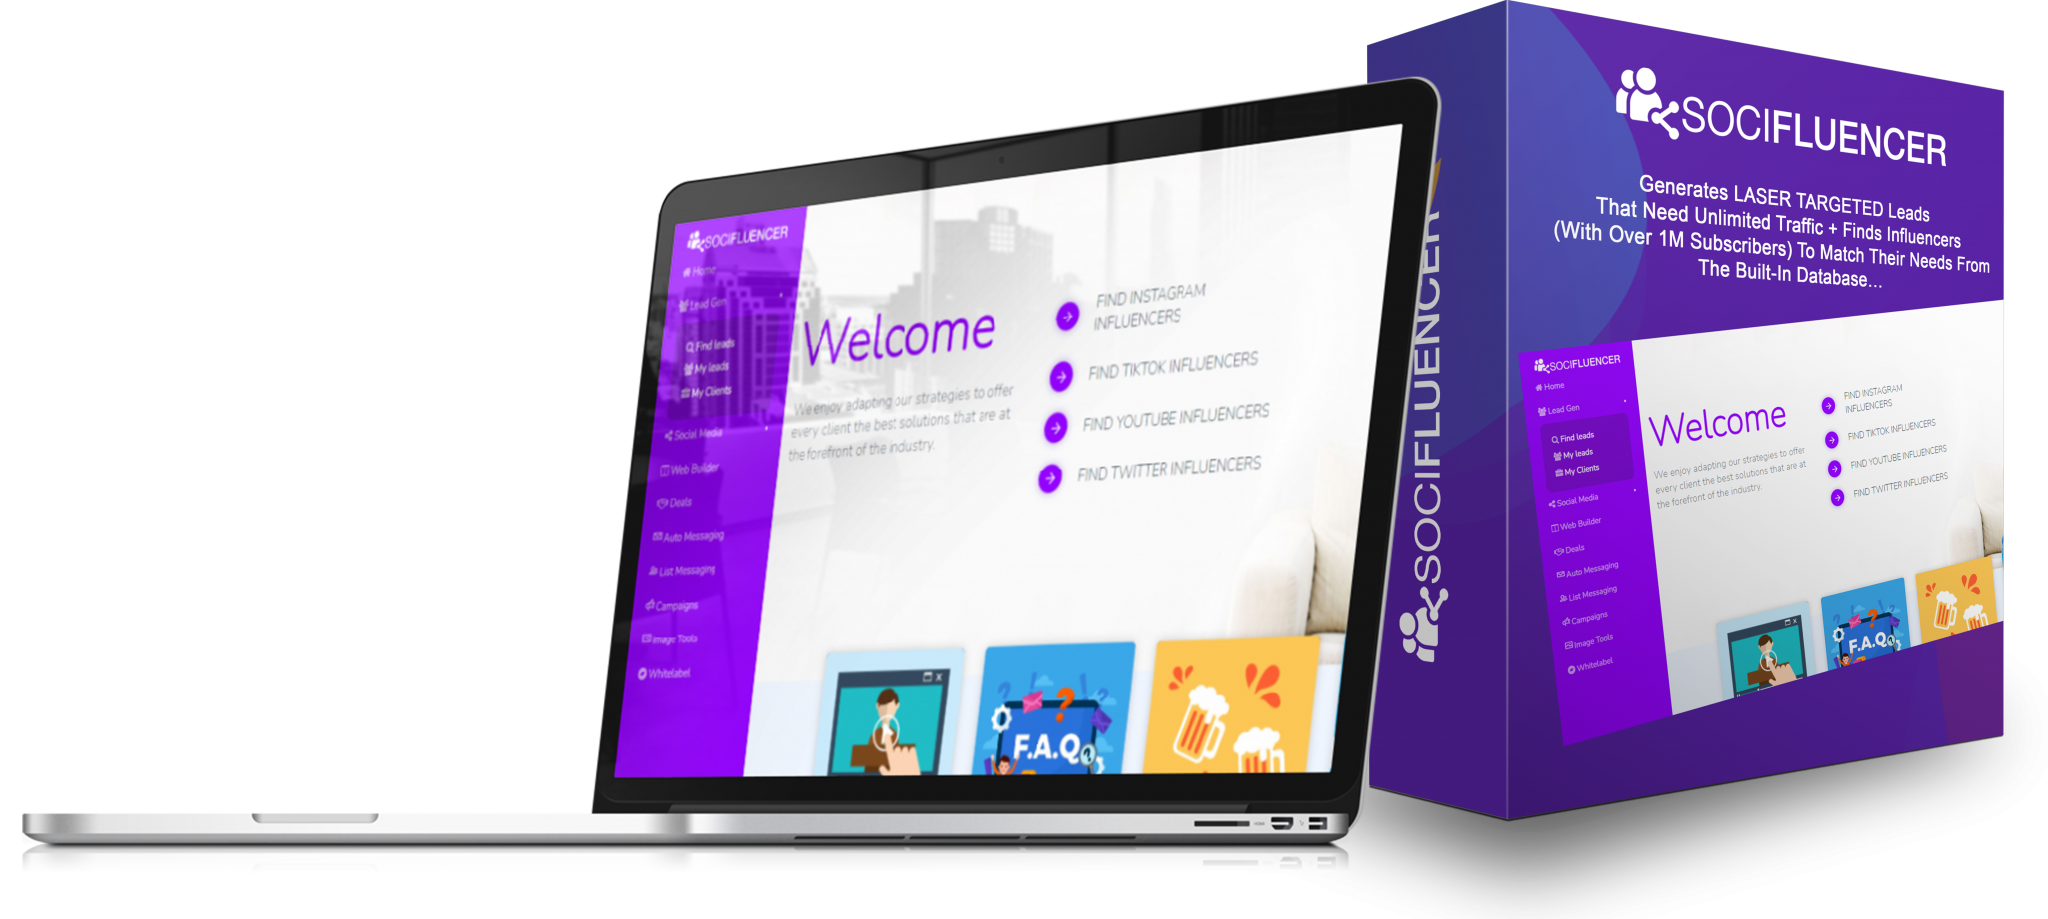 SOCIFLUENCER
Home
Lead Gen
Find leads
My leads
My Clients
Social Media
Web Builder
Deals
Auto Messaging
List Messaging
Campaigns
Image Tools
Whitelabel
Welcome
We enjoy adapting our strategies to offer
every client the best solutions that are at
the forefront of the industry.
FIND INSTAGRAM
INFLUENCERS
FIND TIKTOK INFLUENCERS
FIND YOUTUBE INFLUENCERS
FIND TWITTER INFLUENCERS
F.A.Q
SOCIFLUENCER
SOCIFLUENCER
Generates LASER TARGETED Leads
That Need Unlimited Traffic + Finds Influencers
(With Over 1M Subscribers) To Match Their Needs From
The Built-In Database...
SOCIFLUENCER
Home
Lead Gen
Find leads
My leads
My Clients
Social Media
Web Builder
Deals
Auto Messaging
List Messaging
Campaigns
Image Tools
Whitelabel
Welcome
We enjoy adapting our strategies to offer
every client the best solutions that are at
the forefront of the industry.
FIND INSTAGRAM
INFLUENCERS
FIND TIKTOK INFLUENCERS
FIND YOUTUBE INFLUENCERS
FIND TWITTER INFLUENCERS
F.A.Q